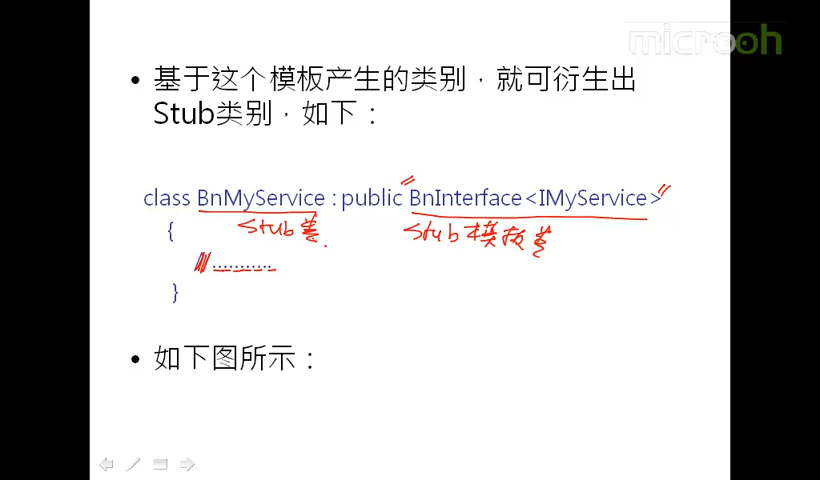 microoh
• 基于这个模板产生的类别，就可衍生出
Stub类别，如下：
class BnMyService : public BnInterface<IMyService>
Stub类 Stub模板类
{
// ...........
}
• 如下图所示：